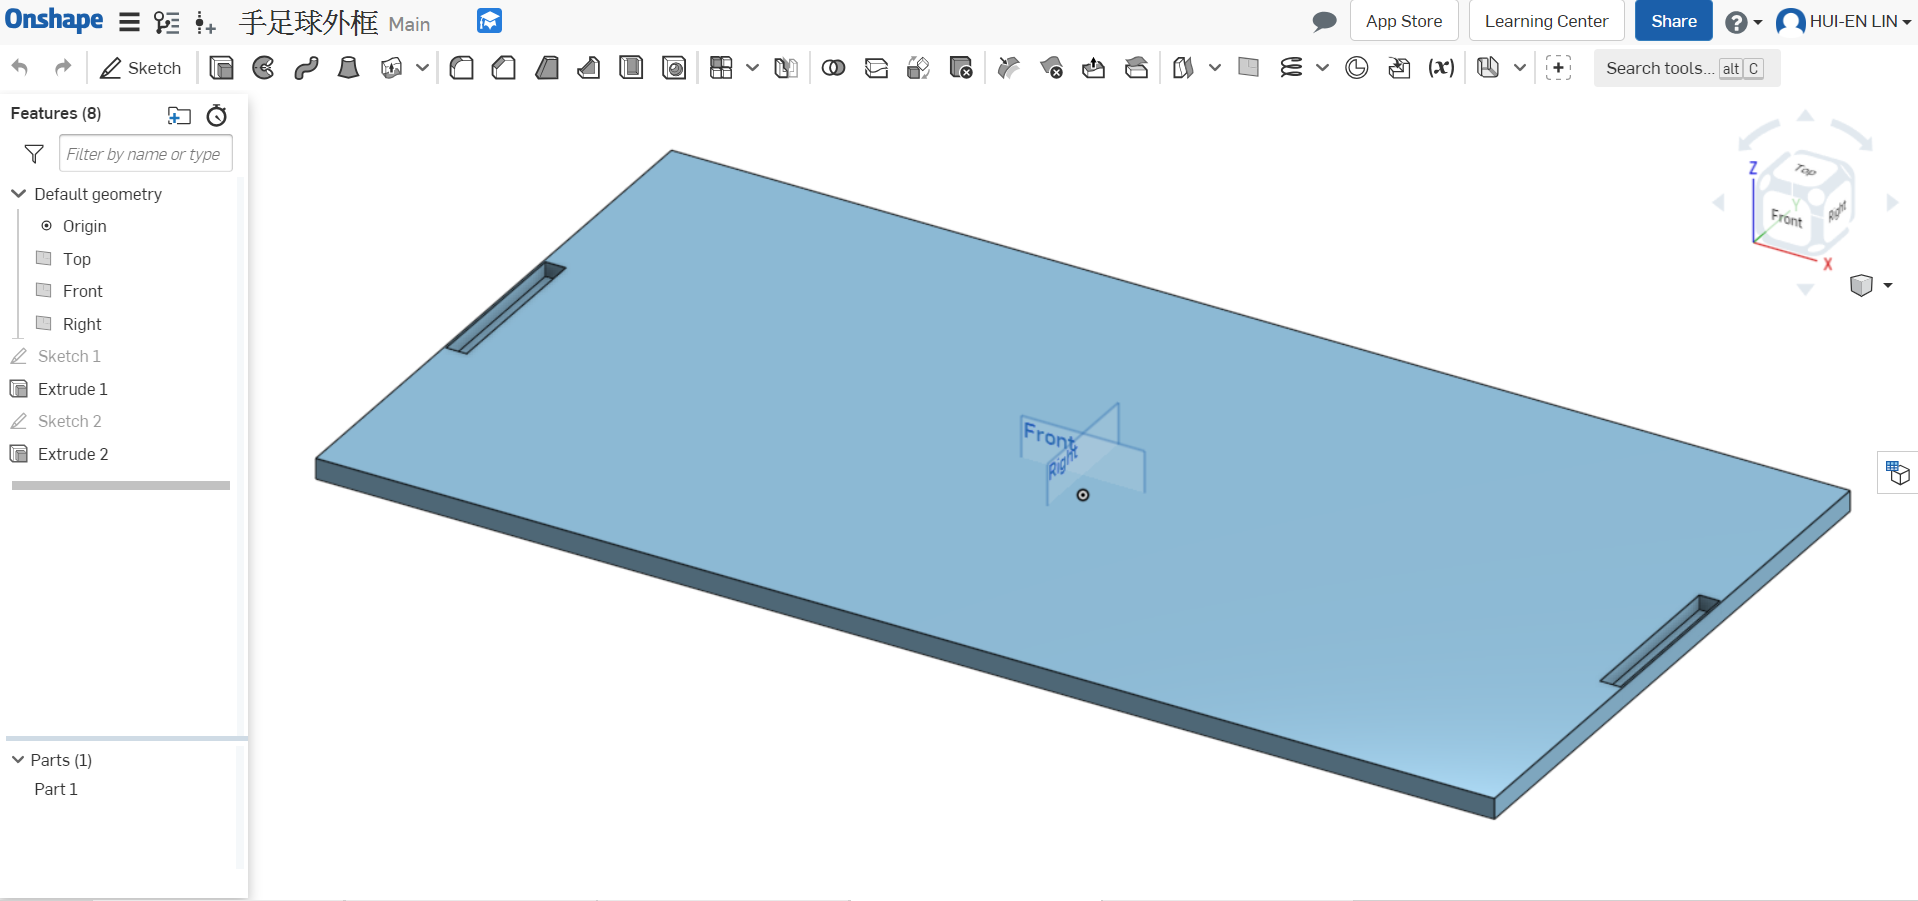 Onshape 手足球外框 Main App Store Learning Center Share HUI-EN LIN
Sketch (x) Search tools... alt C
Features (8)
Filter by name or type
Default geometry
Origin
Top
Front
Right
Sketch 1
Extrude 1
Sketch 2
Extrude 2
Parts (1)
Part 1
Front
Right
Z
Top
Y
Front
Right
X